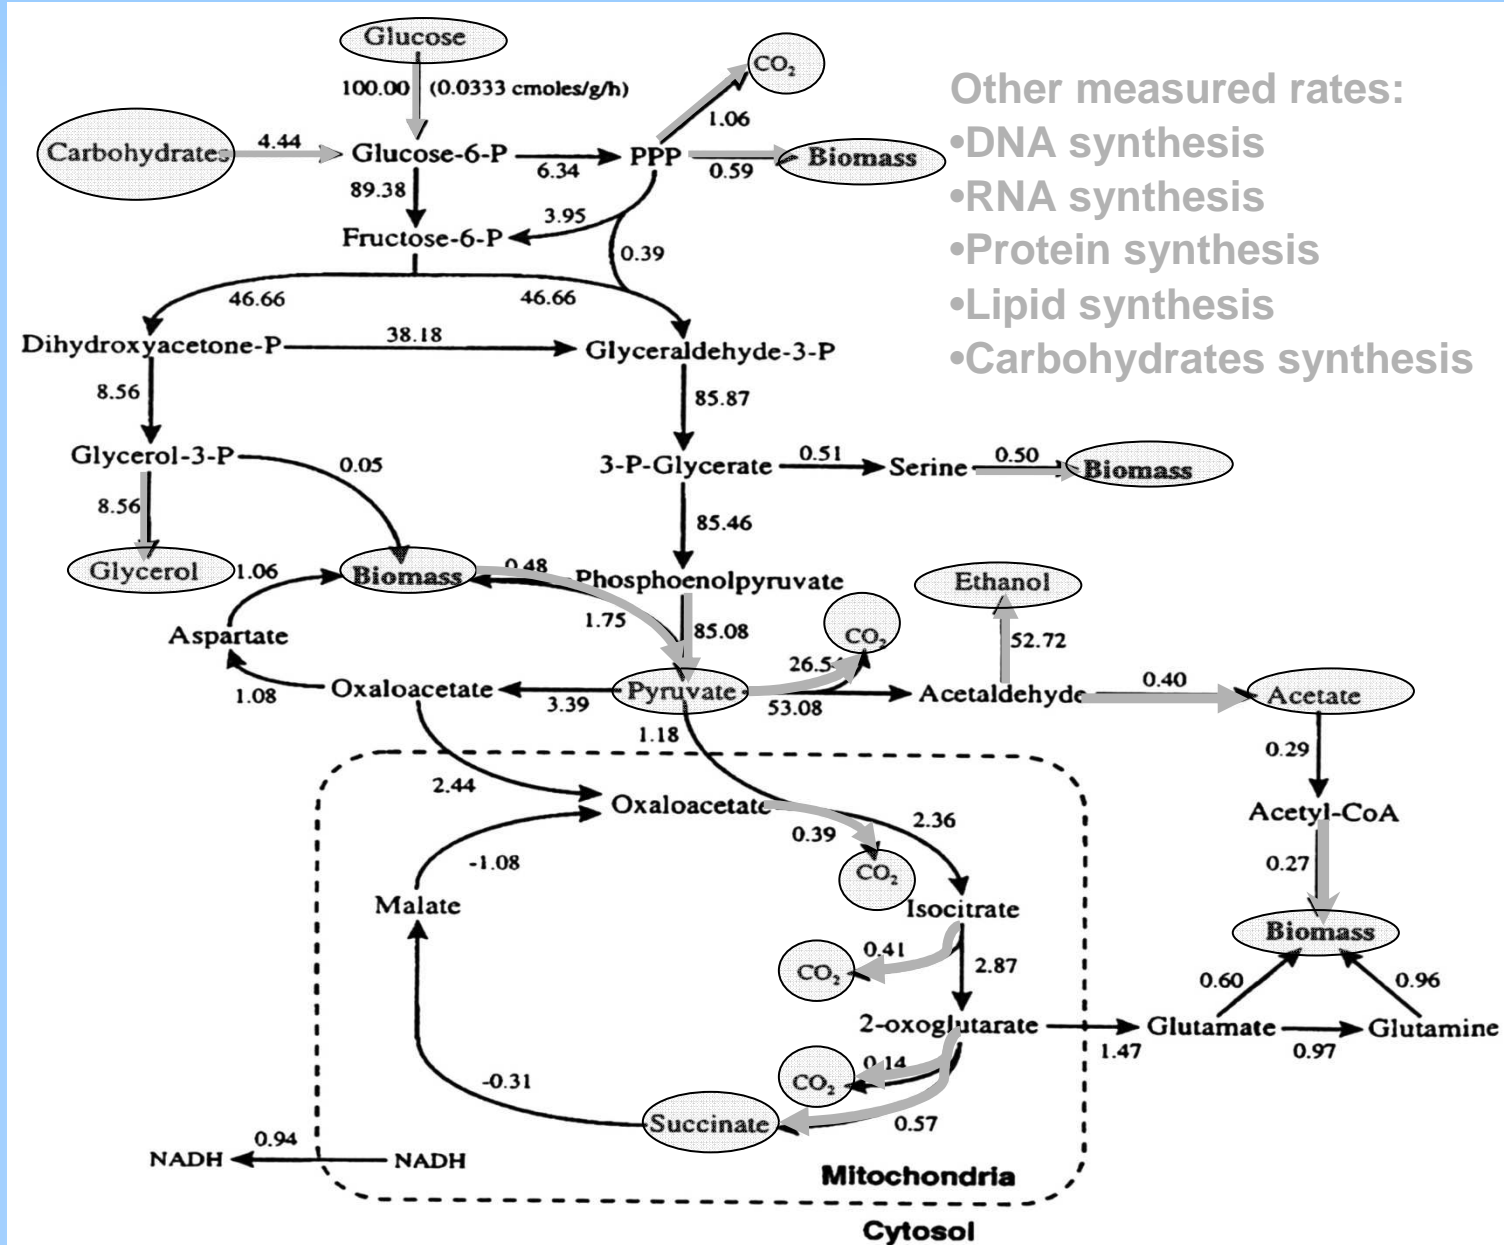 Glucose
CO2
100.00 (0.0333 cmoles/g/h)
Other measured rates:
•DNA synthesis
•RNA synthesis
•Protein synthesis
•Lipid synthesis
•Carbohydrates synthesis
1.06
Carbohydrates
4.44
Glucose-6-P
6.34
PPP
0.59
Biomass
89.38
3.95
Fructose-6-P
0.39
46.66
46.66
Dihydroxyacetone-P
38.18
Glyceraldehyde-3-P
8.56
85.87
Glycerol-3-P
0.05
3-P-Glycerate
0.51
Serine
0.50
Biomass
8.56
85.46
Glycerol
1.06
Biomass
0.48
Phosphoenolpyruvate
Ethanol
1.75
85.08
CO2
52.72
Aspartate
26.54
1.08
Oxaloacetate
3.39
Pyruvate
53.08
Acetaldehyde
0.40
Acetate
1.18
0.29
2.44
Oxaloacetate
0.39
2.36
Acetyl-CoA
-1.08
CO2
0.27
Malate
Isocitrate
Biomass
0.41
CO2
2.87
0.60
0.96
2-oxoglutarate
1.47
Glutamate
0.97
Glutamine
0.14
CO2
-0.31
Succinate
0.57
NADH
0.94
NADH
Mitochondria
Cytosol